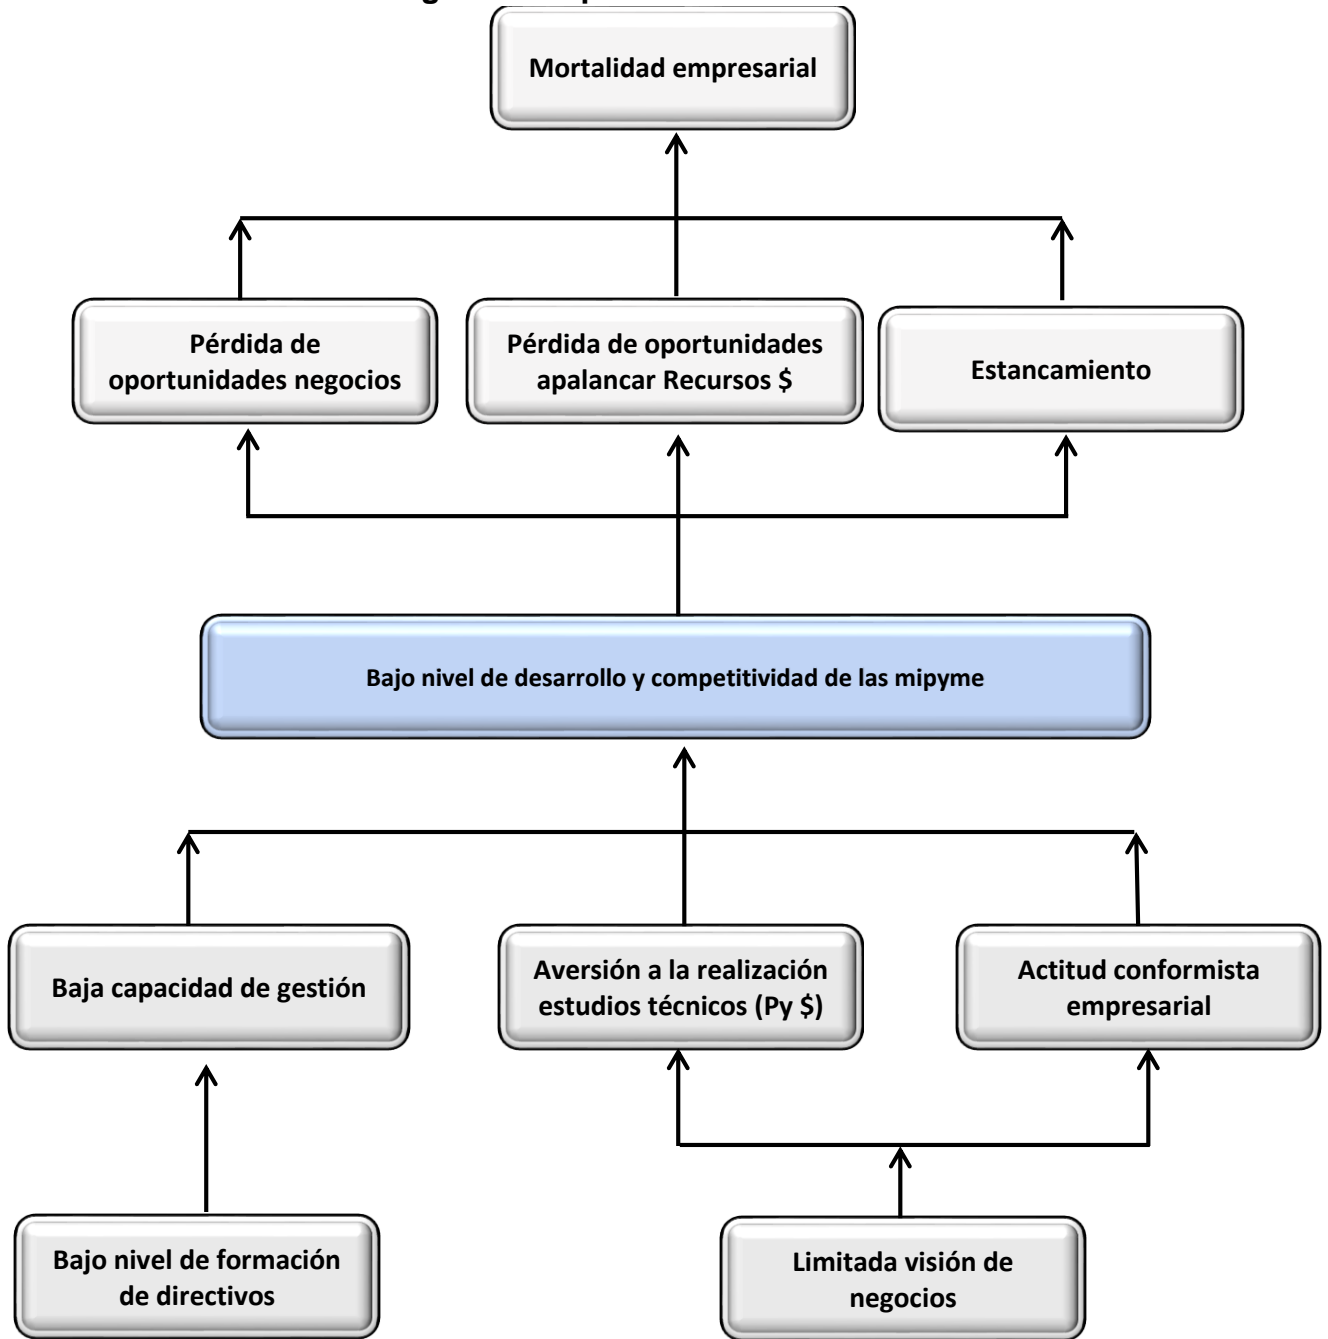 Mortalidad empresarial
Pérdida de
oportunidades negocios
Pérdida de oportunidades
apalancar Recursos $
Estancamiento
Bajo nivel de desarrollo y competitividad de las mipyme
Baja capacidad de gestión
Aversión a la realización
estudios técnicos (Py $)
Actitud conformista
empresarial
Bajo nivel de formación
de directivos
Limitada visión de
negocios